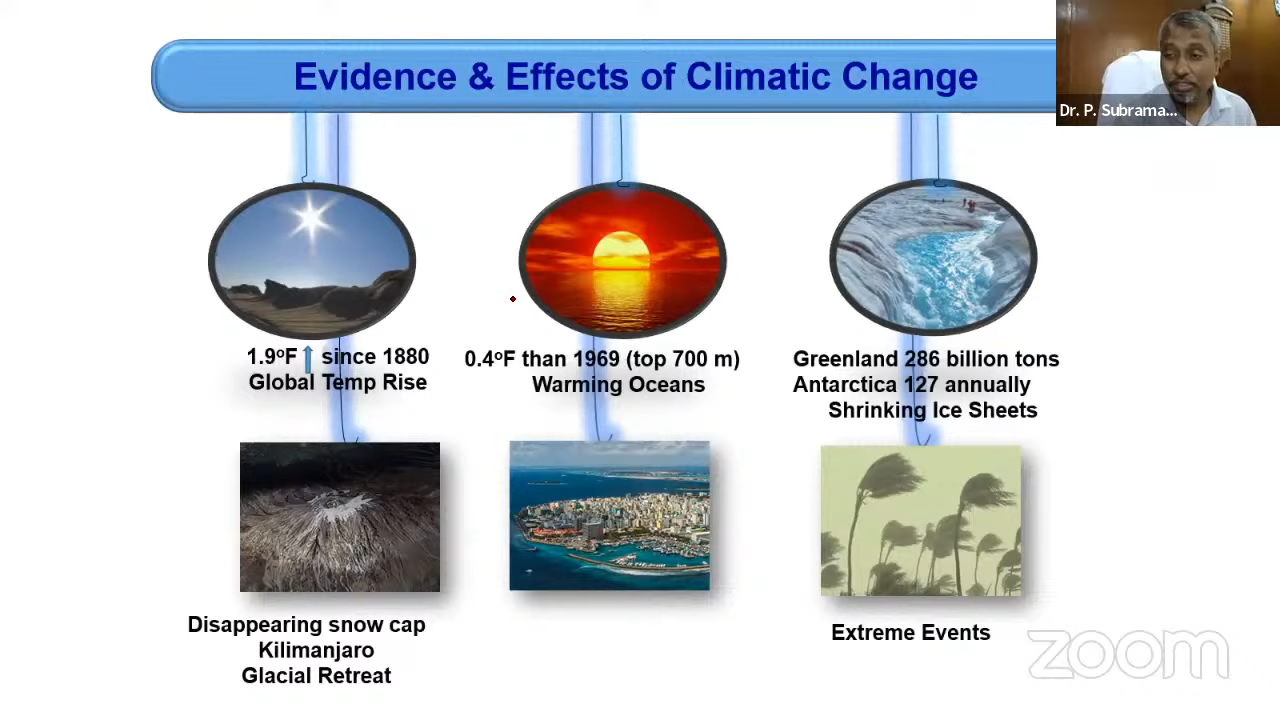 Evidence & Effects of Climatic Change
Dr. P. Subrama...
1.9ºF ↑ since 1880
Global Temp Rise
0.4ºF than 1969 (top 700 m)
Warming Oceans
Greenland 286 billion tons
Antarctica 127 annually
Shrinking Ice Sheets
Disappearing snow cap
Kilimanjaro
Glacial Retreat
Extreme Events
zoom